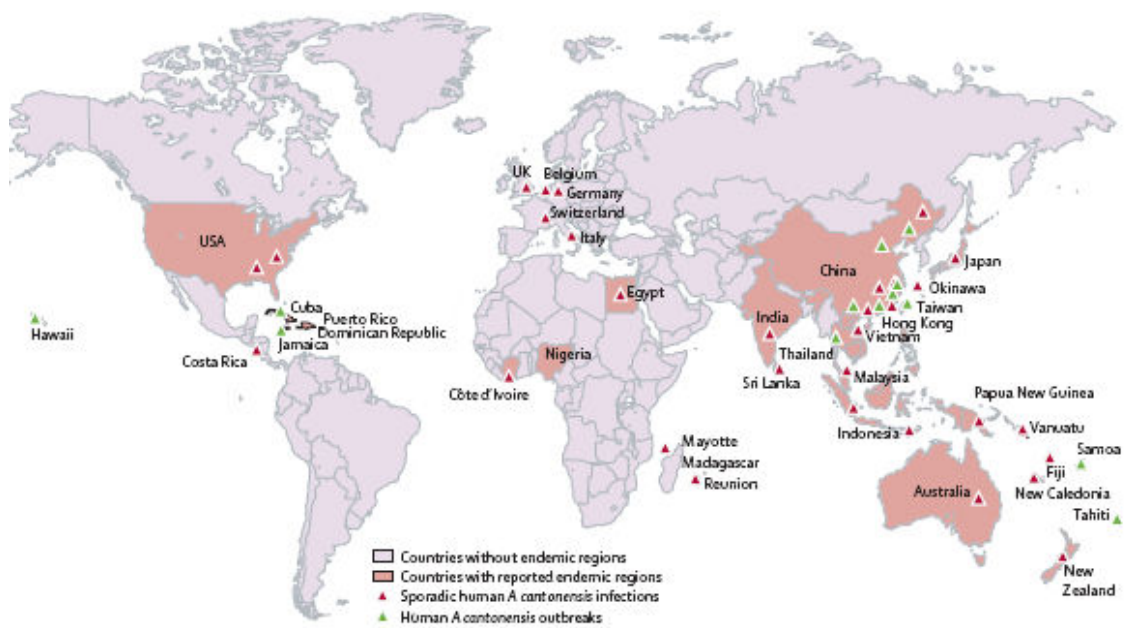 UK
Belgium
Germany
Switzerland
Italy
USA
China
Japan
Okinawa
Egypt
Cuba
Puerto Rico
Dominican Republic
Jamaica
Hawaii
Costa Rica
India
Taiwan
Hong Kong
Vietnam
Thailand
Nigeria
Sri Lanka
Malaysia
Côte d'Ivoire
Papua New Guinea
Indonesia
Vanuatu
Mayotte
Samoa
Madagascar
Fiji
Reunion
Australia
New Caledonia
Tahiti
Countries without endemic regions
Countries with reported endemic regions
Sporadic human A cantonensis infections
Human A cantonensis outbreaks
New
Zealand